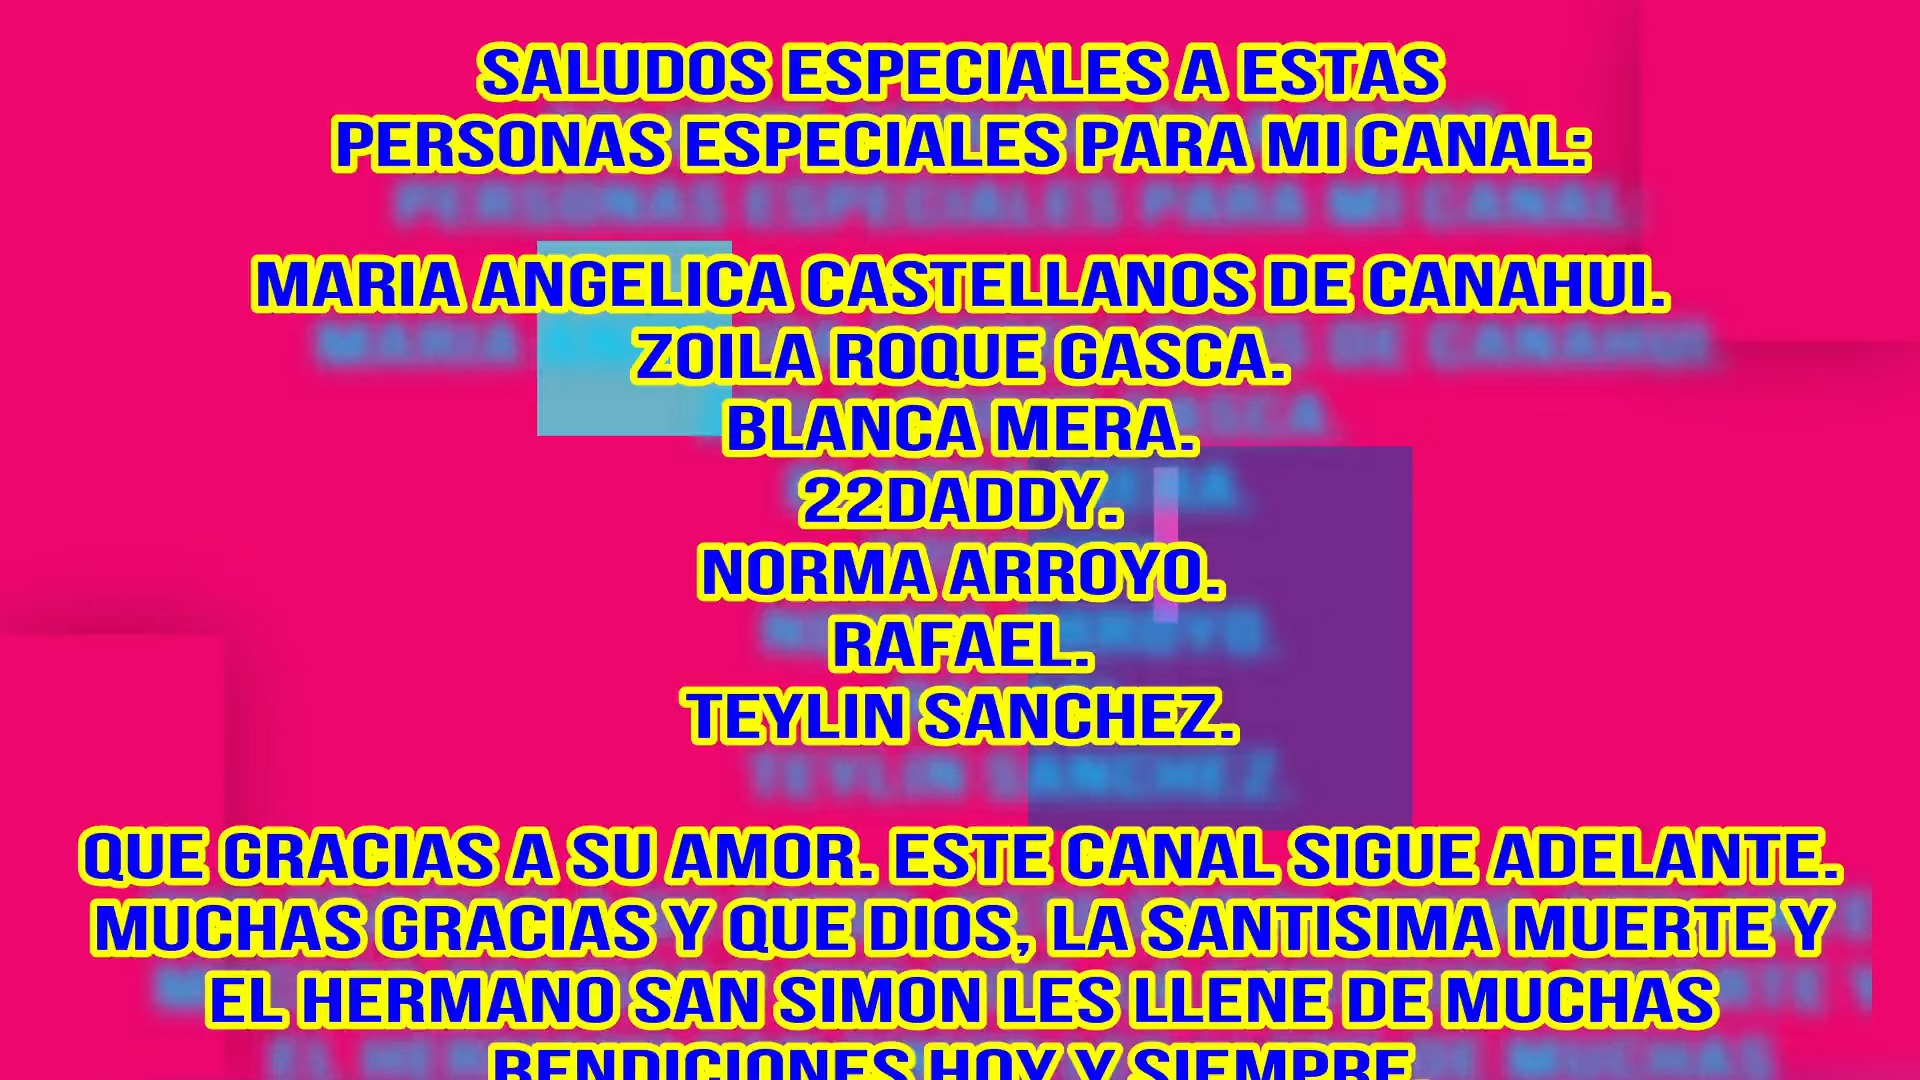 SALUDOS ESPECIALES A ESTAS
PERSONAS ESPECIALES PARA MI CANAL:
MARIA ANGELICA CASTELLANOS DE CANAHUI.
ZOILA ROQUE GASCA.
BLANCA MERA.
22DADDY.
NORMA ARROYO.
RAFAEL.
TEYLIN SANCHEZ.
QUE GRACIAS A SU AMOR. ESTE CANAL SIGUE ADELANTE.
MUCHAS GRACIAS Y QUE DIOS, LA SANTISIMA MUERTE Y
EL HERMANO SAN SIMON LES LLENE DE MUCHAS
BENDICIONES HOY Y SIEMPRE.